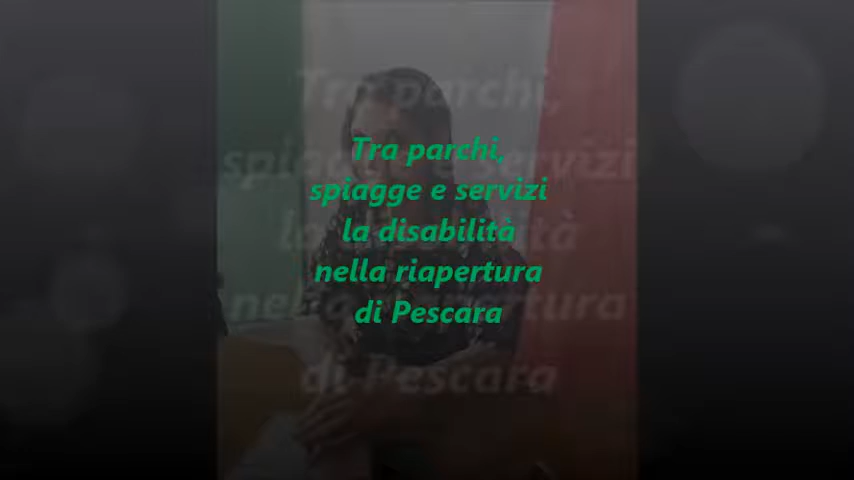 Tra parchi,
spiagge e servizi
la disabilità
nella riapertura
di Pescara